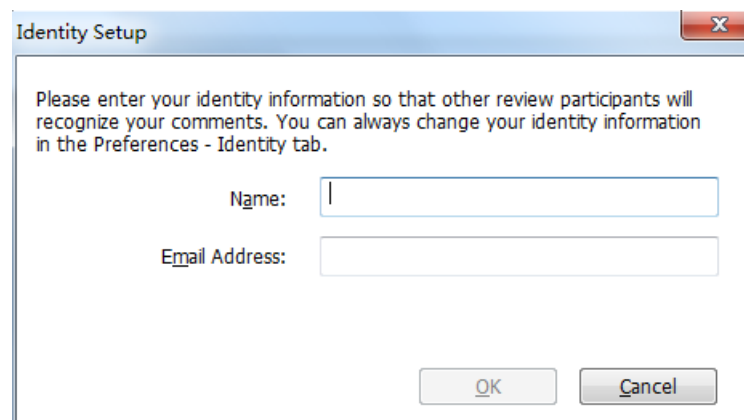 Identity Setup
Please enter your identity information so that other review participants will
recognize your comments. You can always change your identity information
in the Preferences - Identity tab.
Name:
Email Address:
OK
Cancel